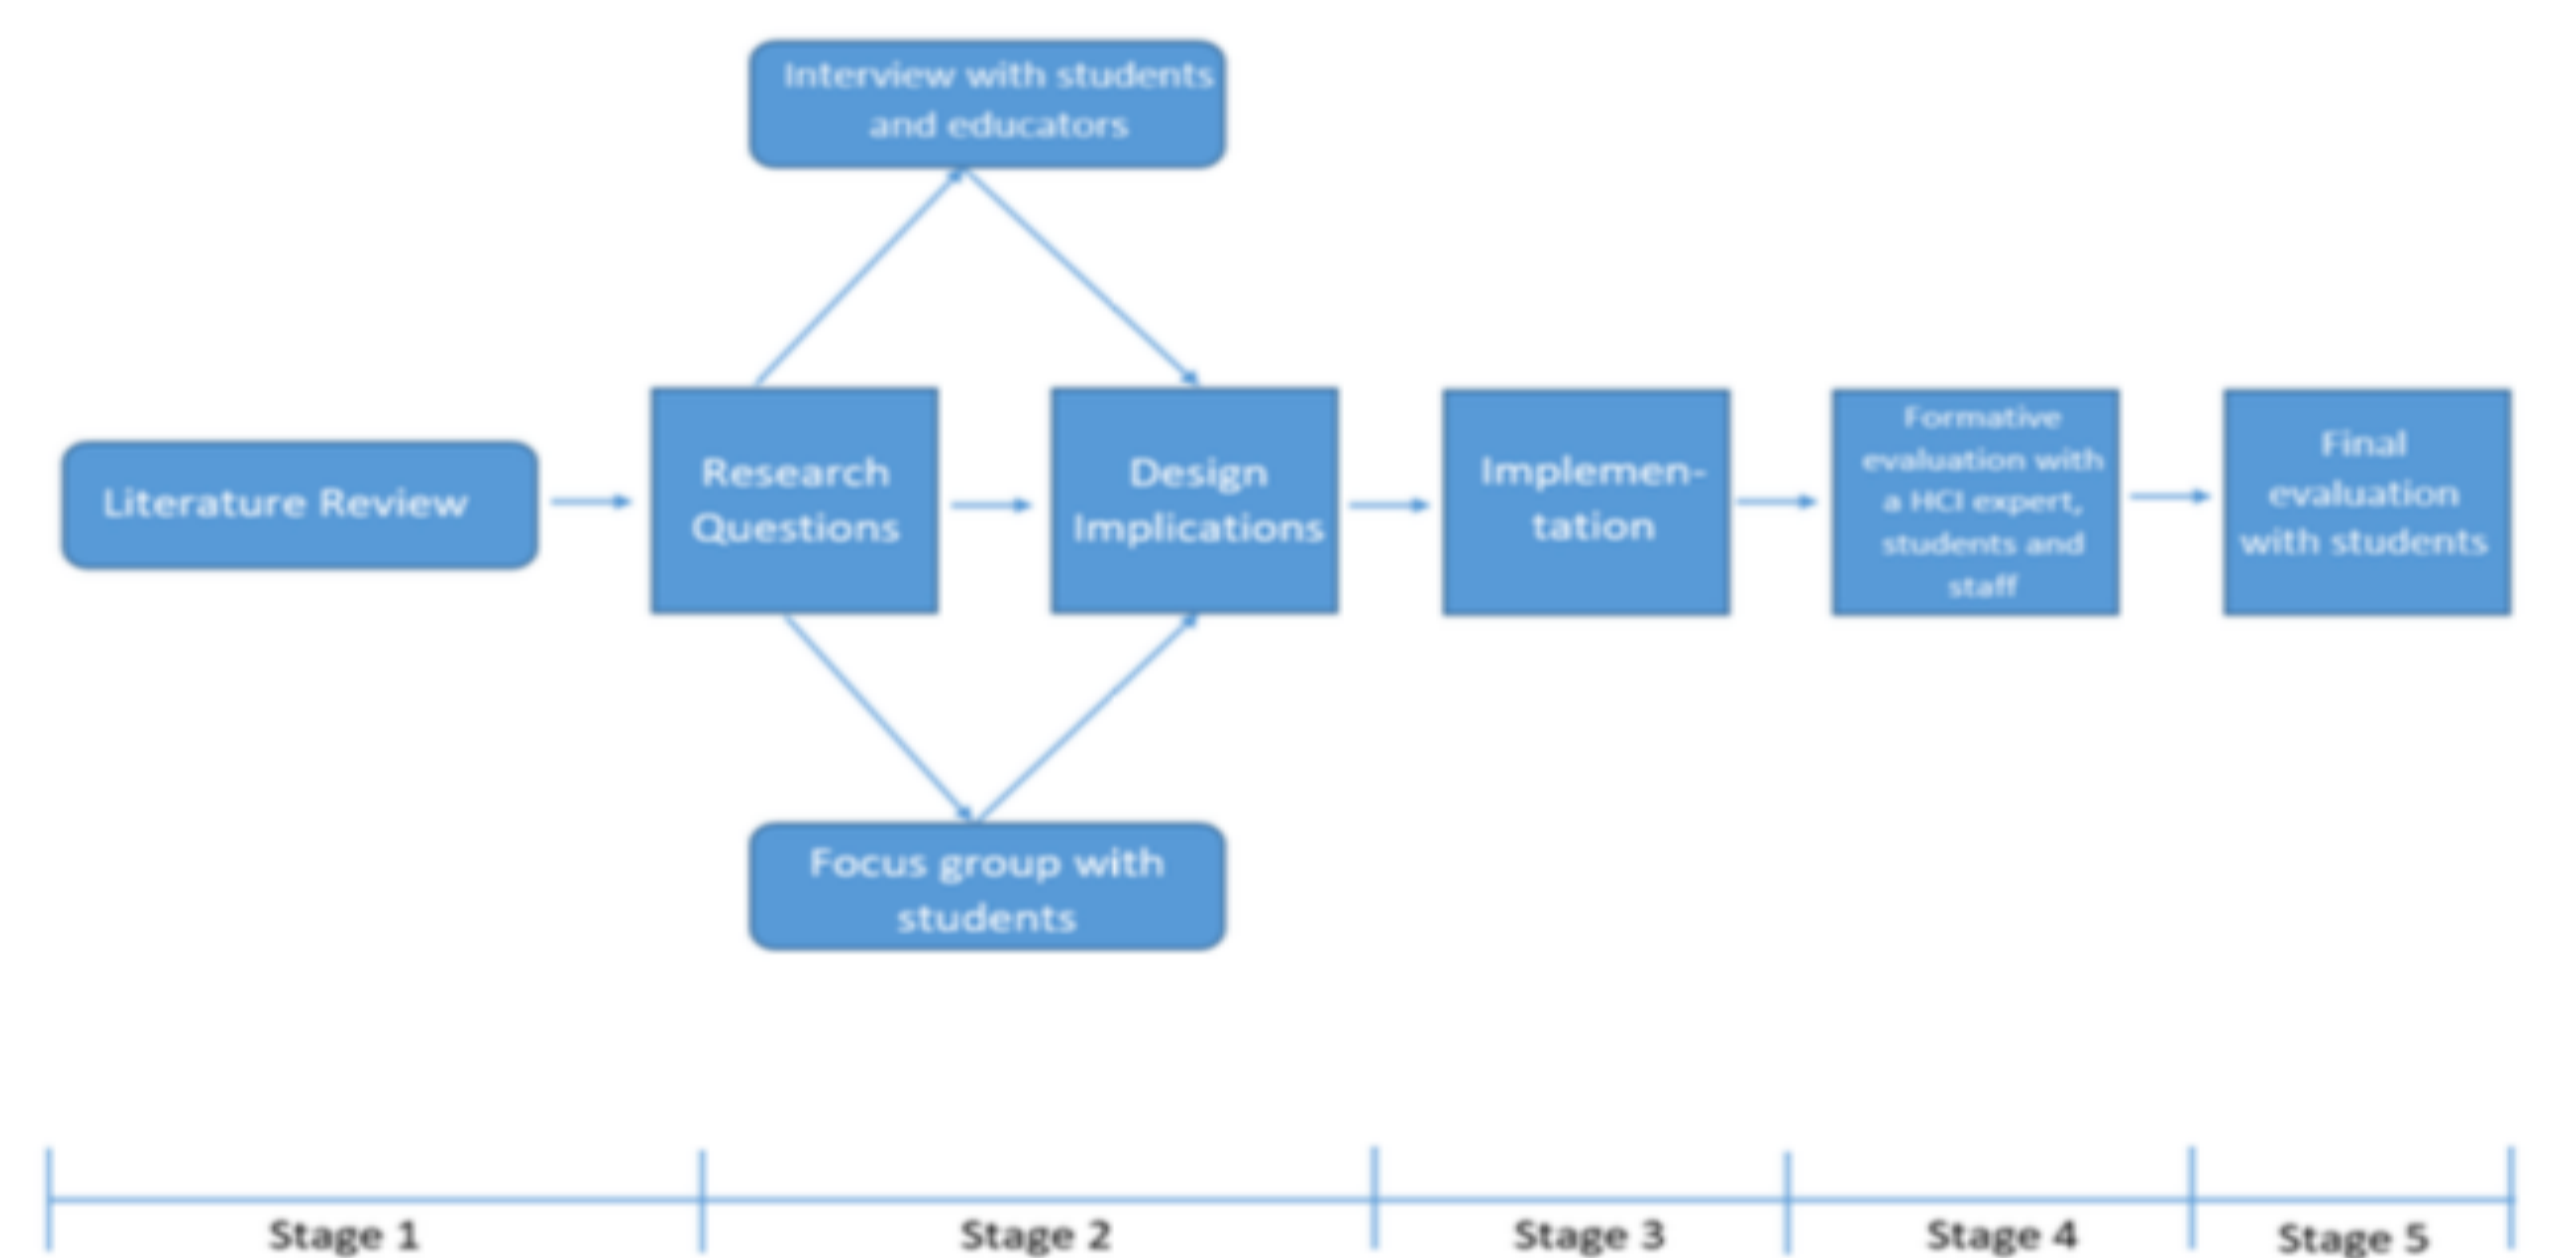 Interview with students
and educators
Literature Review
Research
Questions
Design
Implications
Implemen-
tation
Formative
evaluation with
a HCI expert,
students and
staff
Final
evaluation
with students
Focus group with
students
Stage 1
Stage 2
Stage 3
Stage 4
Stage 5